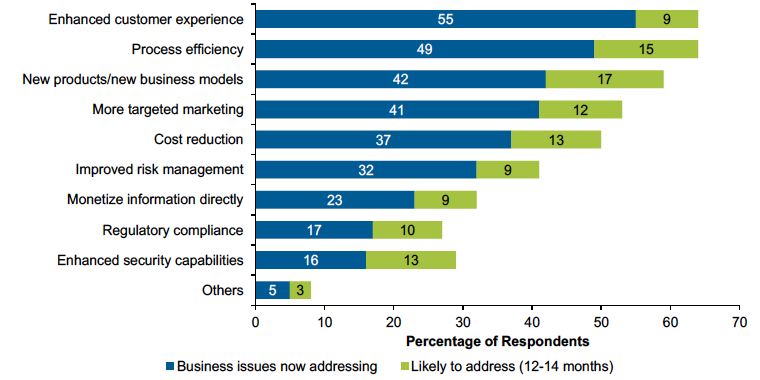 Enhanced customer experience 55 9
Process efficiency 49 15
New products/new business models 42 17
More targeted marketing 41 12
Cost reduction 37 13
Improved risk management 32 9
Monetize information directly 23 9
Regulatory compliance 17 10
Enhanced security capabilities 16 13
Others 5 3
0 10 20 30 40 50 60 70
Percentage of Respondents
Business issues now addressing Likely to address (12-14 months)